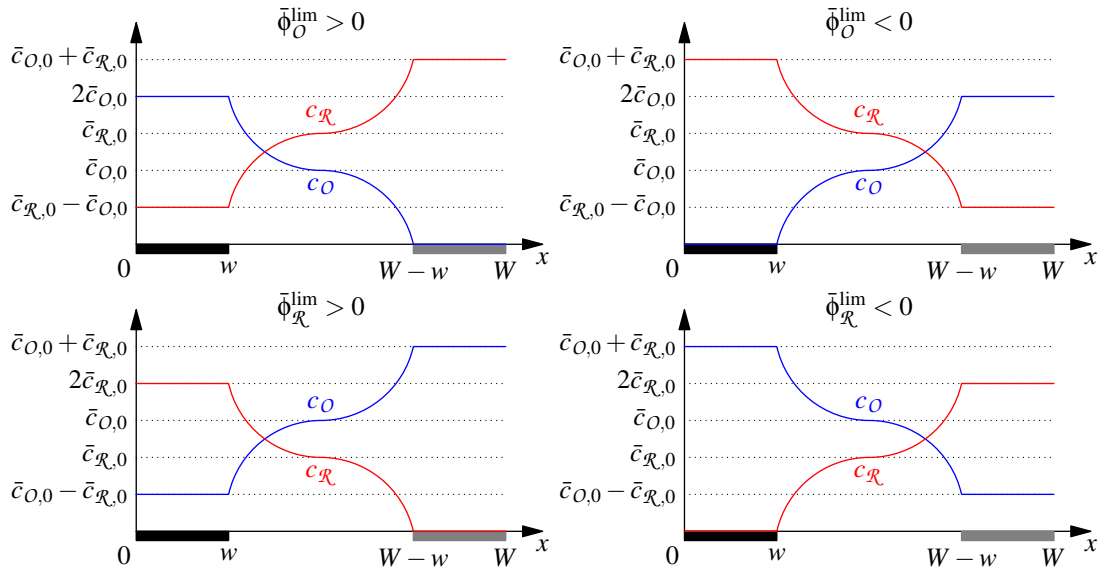 ϕ̄_𝒪^lim > 0
c̄_𝒪,0 + c̄_ℛ,0
2c̄_𝒪,0
c̄_ℛ,0
c̄_𝒪,0
c̄_ℛ,0 − c̄_𝒪,0
c_ℛ
c_𝒪
0 w W − w W x
ϕ̄_𝒪^lim < 0
c̄_𝒪,0 + c̄_ℛ,0
2c̄_𝒪,0
c̄_ℛ,0
c̄_𝒪,0
c̄_ℛ,0 − c̄_𝒪,0
c_ℛ
c_𝒪
0 w W − w W x
ϕ̄_ℛ^lim > 0
c̄_𝒪,0 + c̄_ℛ,0
2c̄_ℛ,0
c̄_𝒪,0
c̄_ℛ,0
c̄_𝒪,0 − c̄_ℛ,0
c_𝒪
c_ℛ
0 w W − w W x
ϕ̄_ℛ^lim < 0
c̄_𝒪,0 + c̄_ℛ,0
2c̄_ℛ,0
c̄_𝒪,0
c̄_ℛ,0
c̄_𝒪,0 − c̄_ℛ,0
c_𝒪
c_ℛ
0 w W − w W x